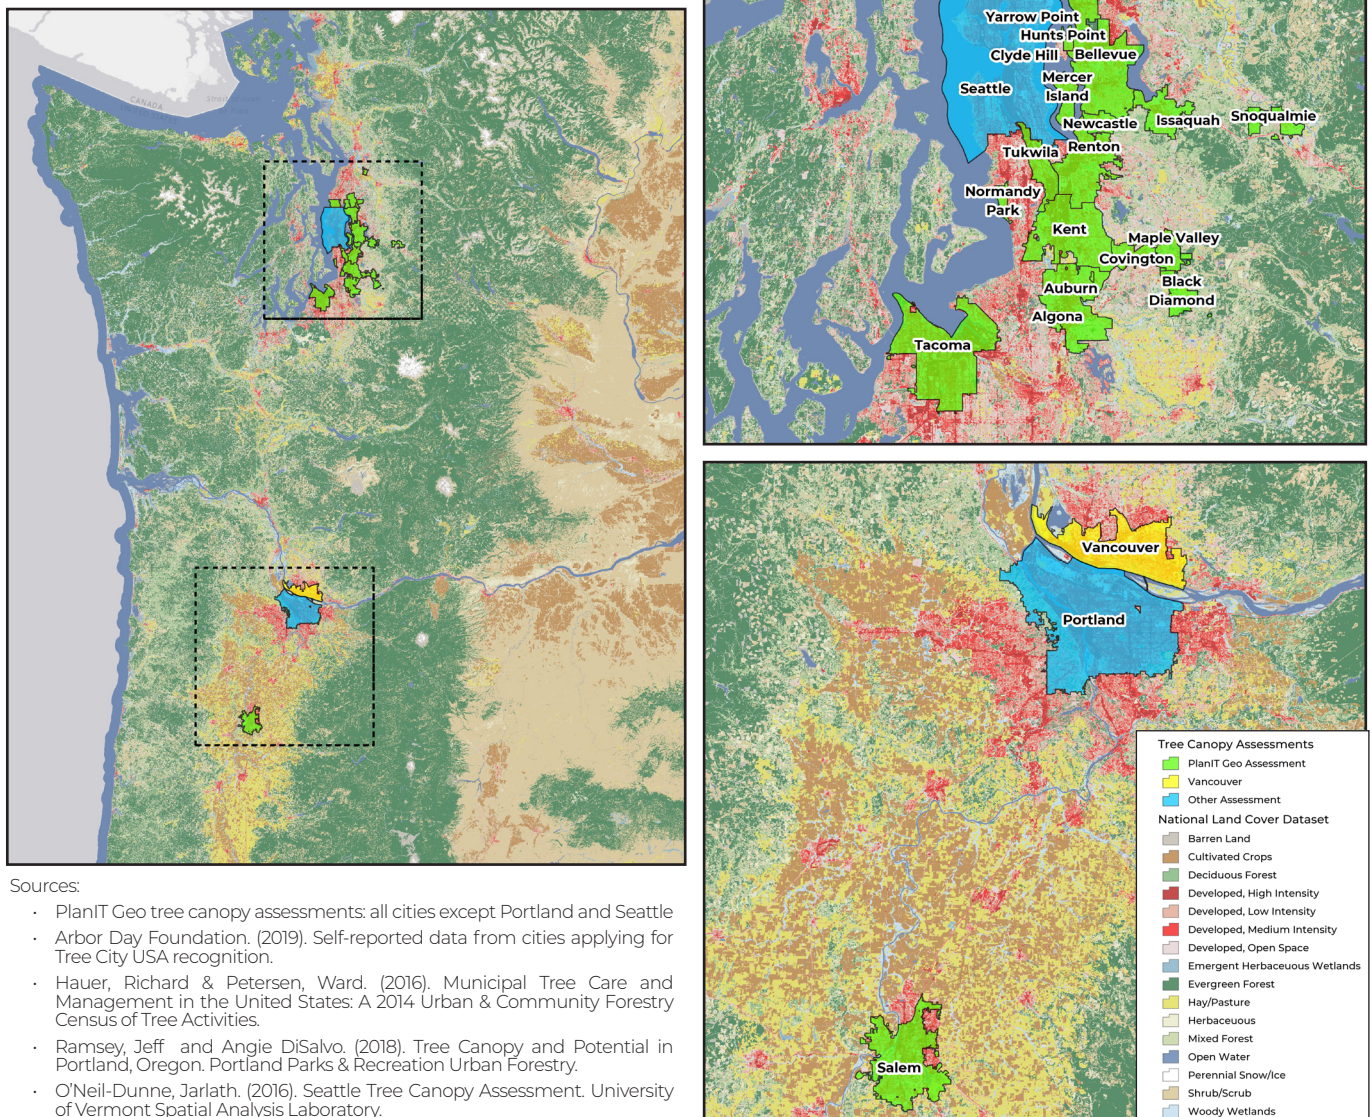 CANADA
Yarrow Point
Hunts Point
Clyde Hill
Bellevue
Mercer
Island
Seattle
Newcastle
Issaquah
Snoqualmie
Tukwila
Renton
Normandy
Park
Kent
Maple Valley
Covington
Auburn
Black
Diamond
Algona
Tacoma
Vancouver
Portland
Salem
Tree Canopy Assessments
PlanIT Geo Assessment
Vancouver
Other Assessment
National Land Cover Dataset
Barren Land
Cultivated Crops
Deciduous Forest
Developed, High Intensity
Developed, Low Intensity
Developed, Medium Intensity
Developed, Open Space
Emergent Herbaceuous Wetlands
Evergreen Forest
Hay/Pasture
Herbaceuous
Mixed Forest
Open Water
Perennial Snow/Ice
Shrub/Scrub
Woody Wetlands
Sources:
• PlanIT Geo tree canopy assessments: all cities except Portland and Seattle
• Arbor Day Foundation. (2019). Self-reported data from cities applying for
Tree City USA recognition.
• Hauer, Richard & Petersen, Ward. (2016). Municipal Tree Care and
Management in the United States: A 2014 Urban & Community Forestry
Census of Tree Activities.
• Ramsey, Jeff and Angie DiSalvo. (2018). Tree Canopy and Potential in
Portland, Oregon. Portland Parks & Recreation Urban Forestry.
• O'Neil-Dunne, Jarlath. (2016). Seattle Tree Canopy Assessment. University
of Vermont Spatial Analysis Laboratory.